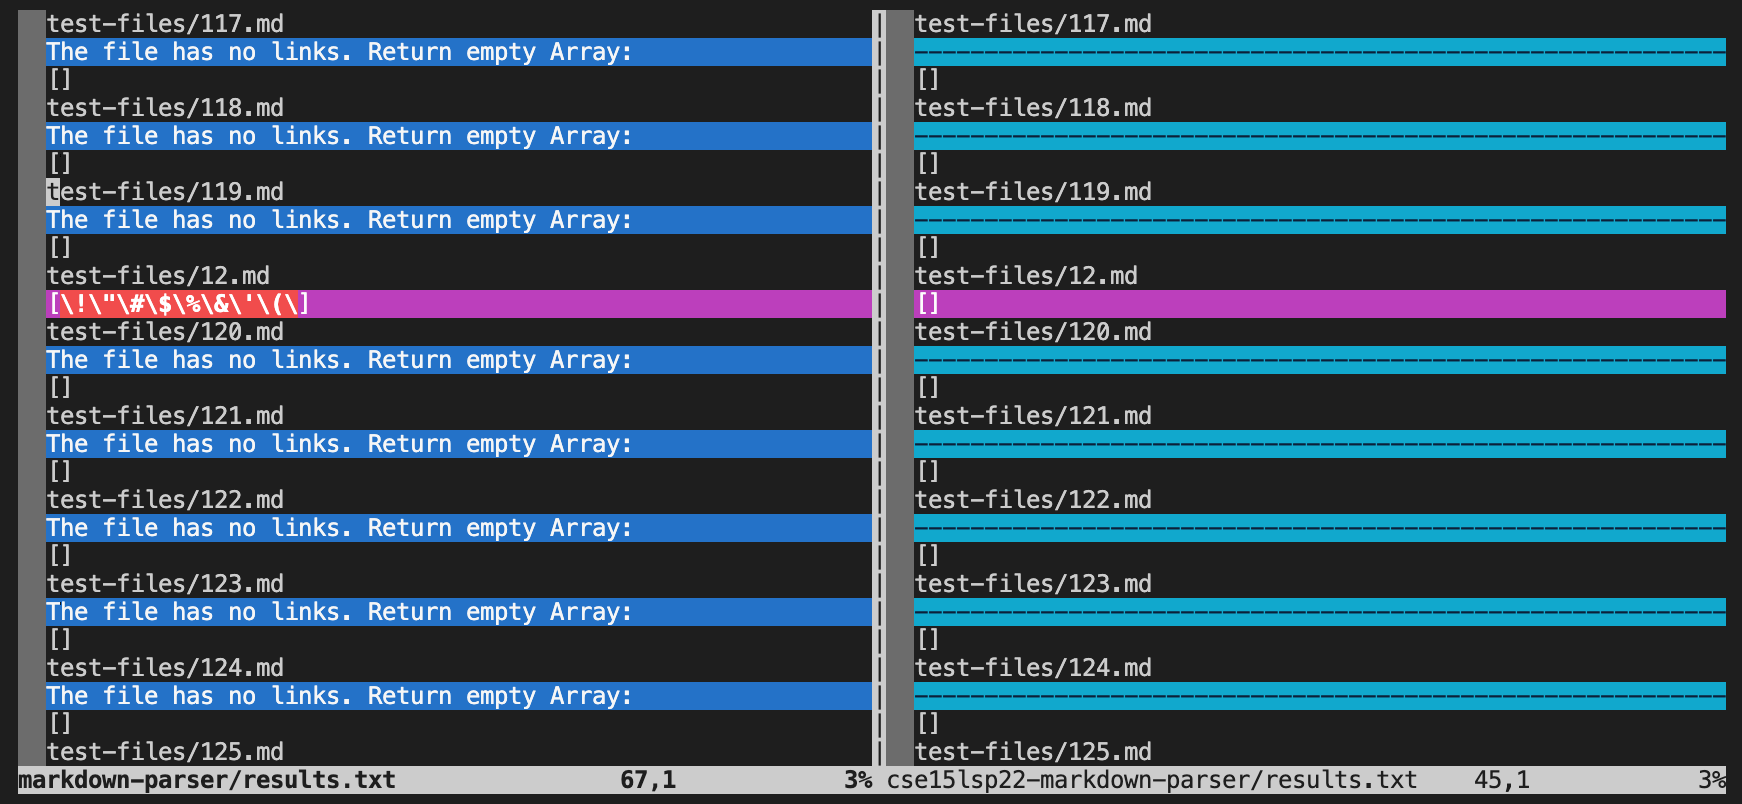 test-files/117.md
The file has no links. Return empty Array:
[]
test-files/118.md
The file has no links. Return empty Array:
[]
test-files/119.md
The file has no links. Return empty Array:
[]
test-files/12.md
[\!\"\#\$\%\&\'\(\]
test-files/120.md
The file has no links. Return empty Array:
[]
test-files/121.md
The file has no links. Return empty Array:
[]
test-files/122.md
The file has no links. Return empty Array:
[]
test-files/123.md
The file has no links. Return empty Array:
[]
test-files/124.md
The file has no links. Return empty Array:
[]
test-files/125.md
markdown-parser/results.txt 67,1 3%
test-files/117.md
[]
test-files/118.md
[]
test-files/119.md
[]
test-files/12.md
[]
test-files/120.md
[]
test-files/121.md
[]
test-files/122.md
[]
test-files/123.md
[]
test-files/124.md
[]
test-files/125.md
cse15lsp22-markdown-parser/results.txt 45,1 3%